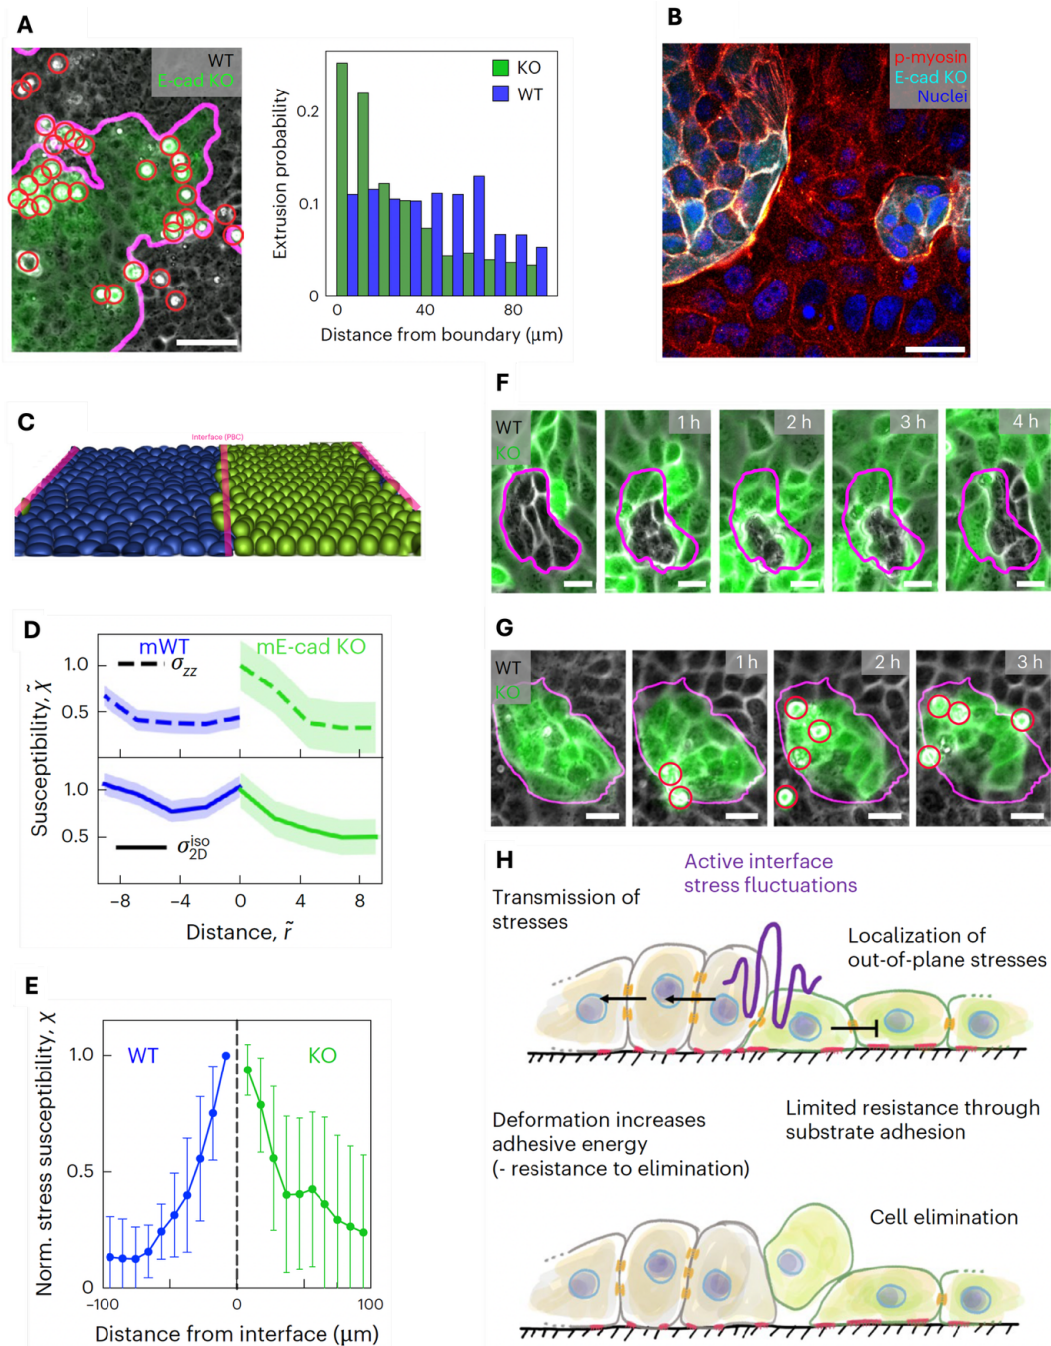 A
WT
E-cad KO
Extrusion probability
0.2
0.1
0
KO
WT
0
40
80
Distance from boundary (μm)
B
p-myosin
E-cad KO
Nuclei
C
Interface (PBC)
D
mWT
mE-cad KO
σzz
1.0
0.5
Susceptibility, χ̃
1.0
0.5
σ2D iso
−8
−4
0
4
8
Distance, r̃
E
Norm. stress susceptibility, χ
WT
KO
1.0
0.5
0
−100
0
100
Distance from interface (μm)
F
WT
KO
1 h
2 h
3 h
4 h
G
WT
KO
1 h
2 h
3 h
H
Active interface
stress fluctuations
Transmission of
stresses
Localization of
out-of-plane stresses
Deformation increases
adhesive energy
(- resistance to elimination)
Limited resistance through
substrate adhesion
Cell elimination